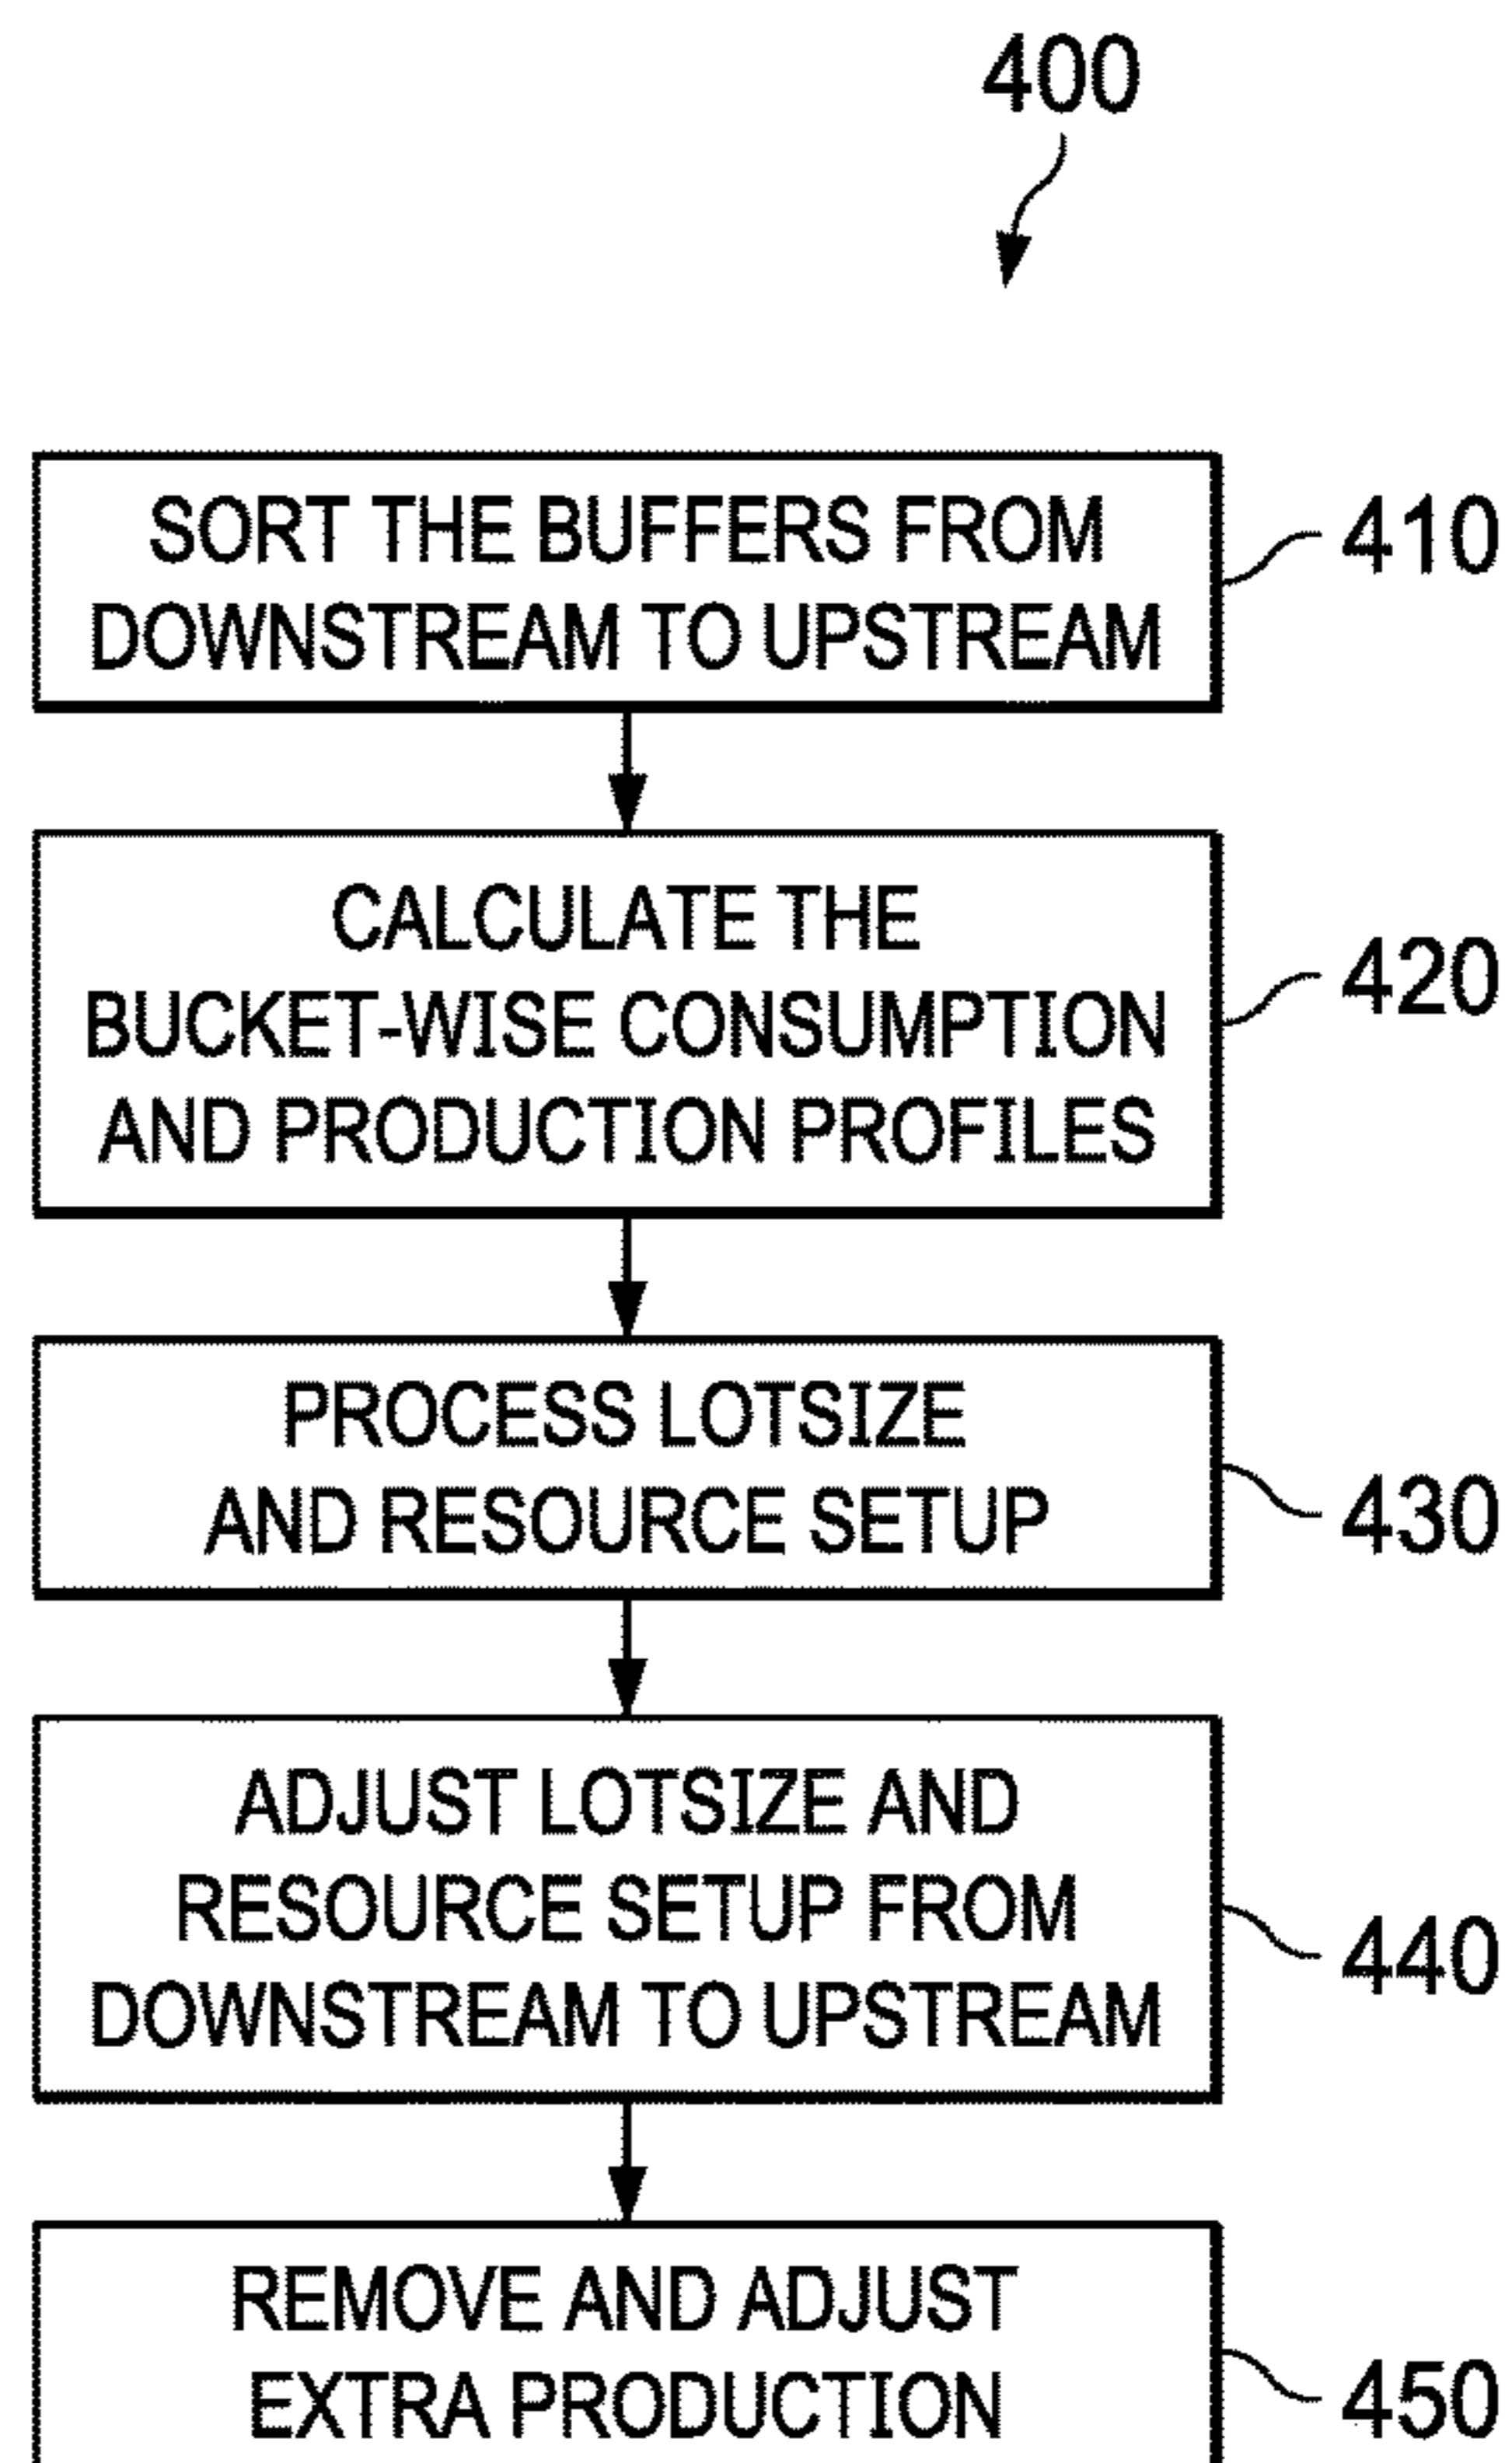 400
SORT THE BUFFERS FROM
DOWNSTREAM TO UPSTREAM
410
CALCULATE THE
BUCKET-WISE CONSUMPTION
AND PRODUCTION PROFILES
420
PROCESS LOTSIZE
AND RESOURCE SETUP
430
ADJUST LOTSIZE AND
RESOURCE SETUP FROM
DOWNSTREAM TO UPSTREAM
440
REMOVE AND ADJUST
EXTRA PRODUCTION
450